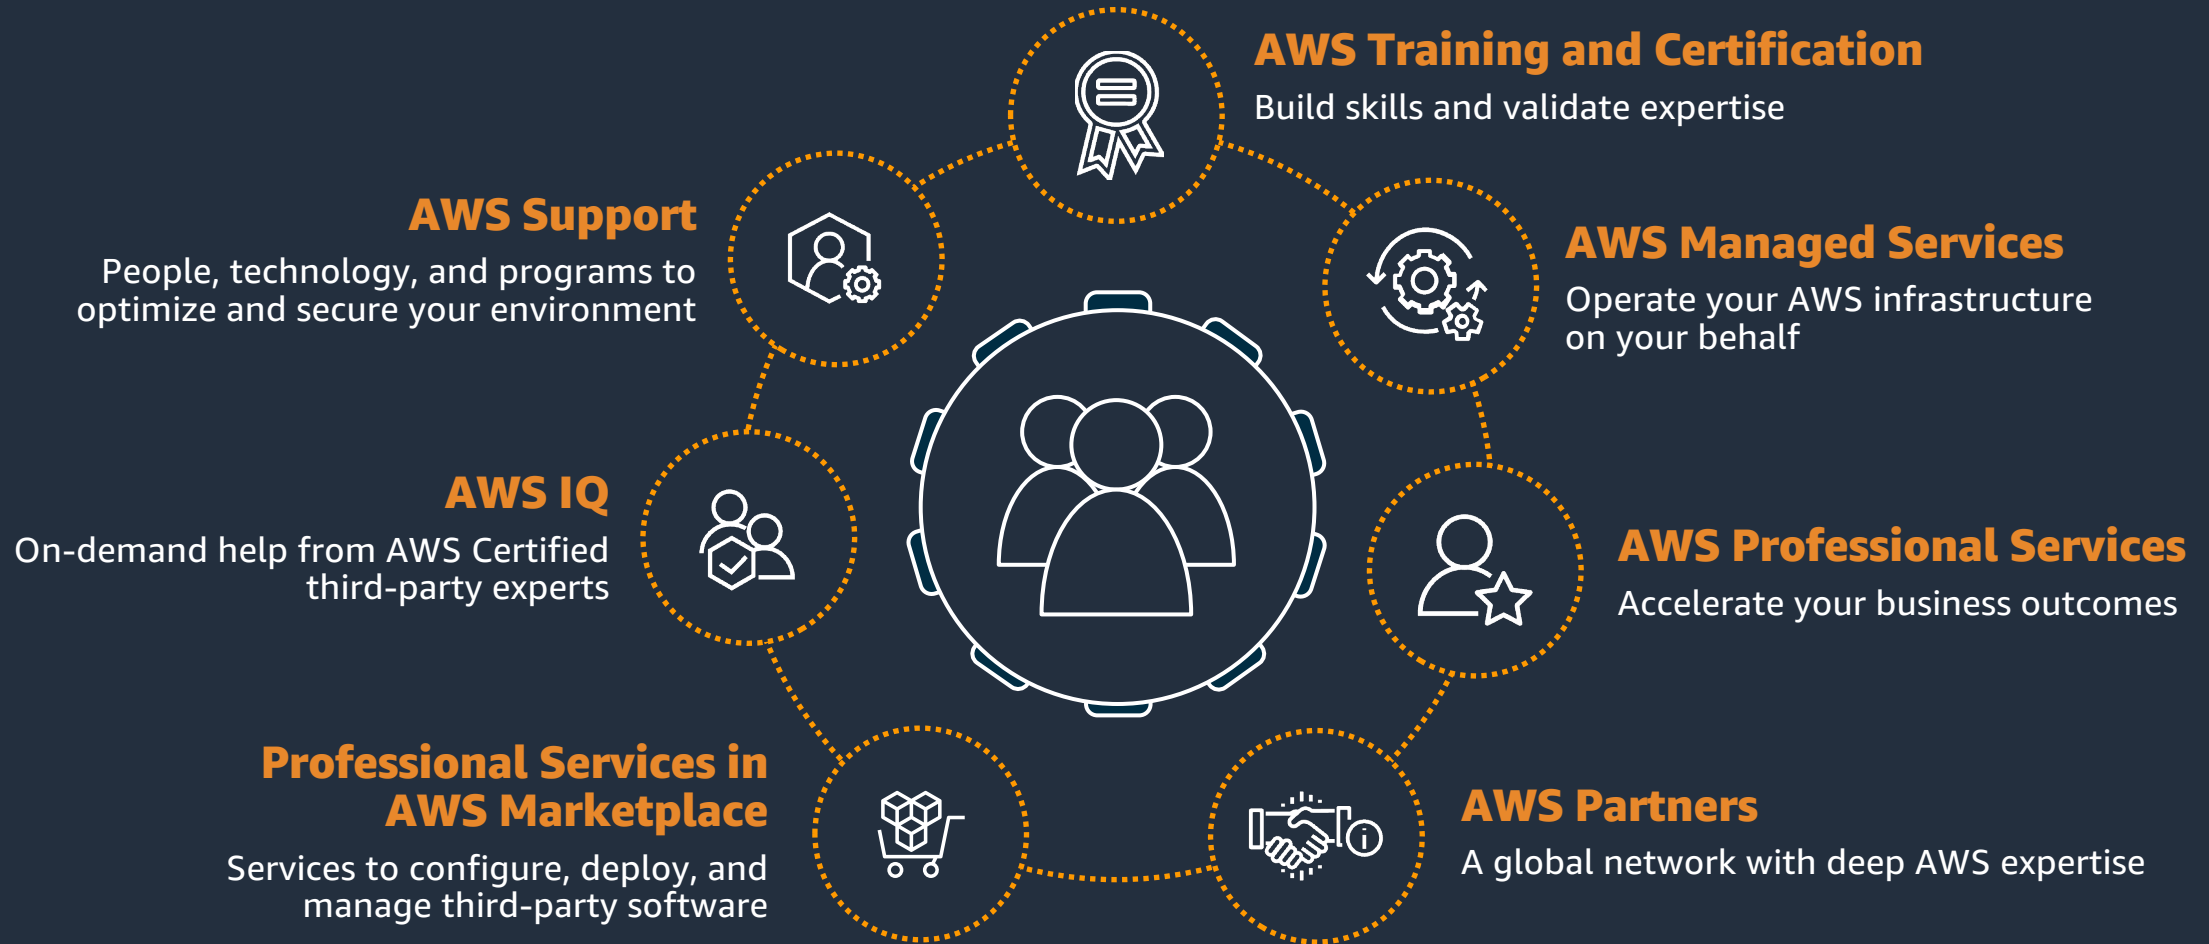 AWS Training and Certification
Build skills and validate expertise
AWS Support
People, technology, and programs to
optimize and secure your environment
AWS Managed Services
Operate your AWS infrastructure
on your behalf
AWS IQ
On-demand help from AWS Certified
third-party experts
AWS Professional Services
Accelerate your business outcomes
Professional Services in
AWS Marketplace
Services to configure, deploy, and
manage third-party software
AWS Partners
A global network with deep AWS expertise
i